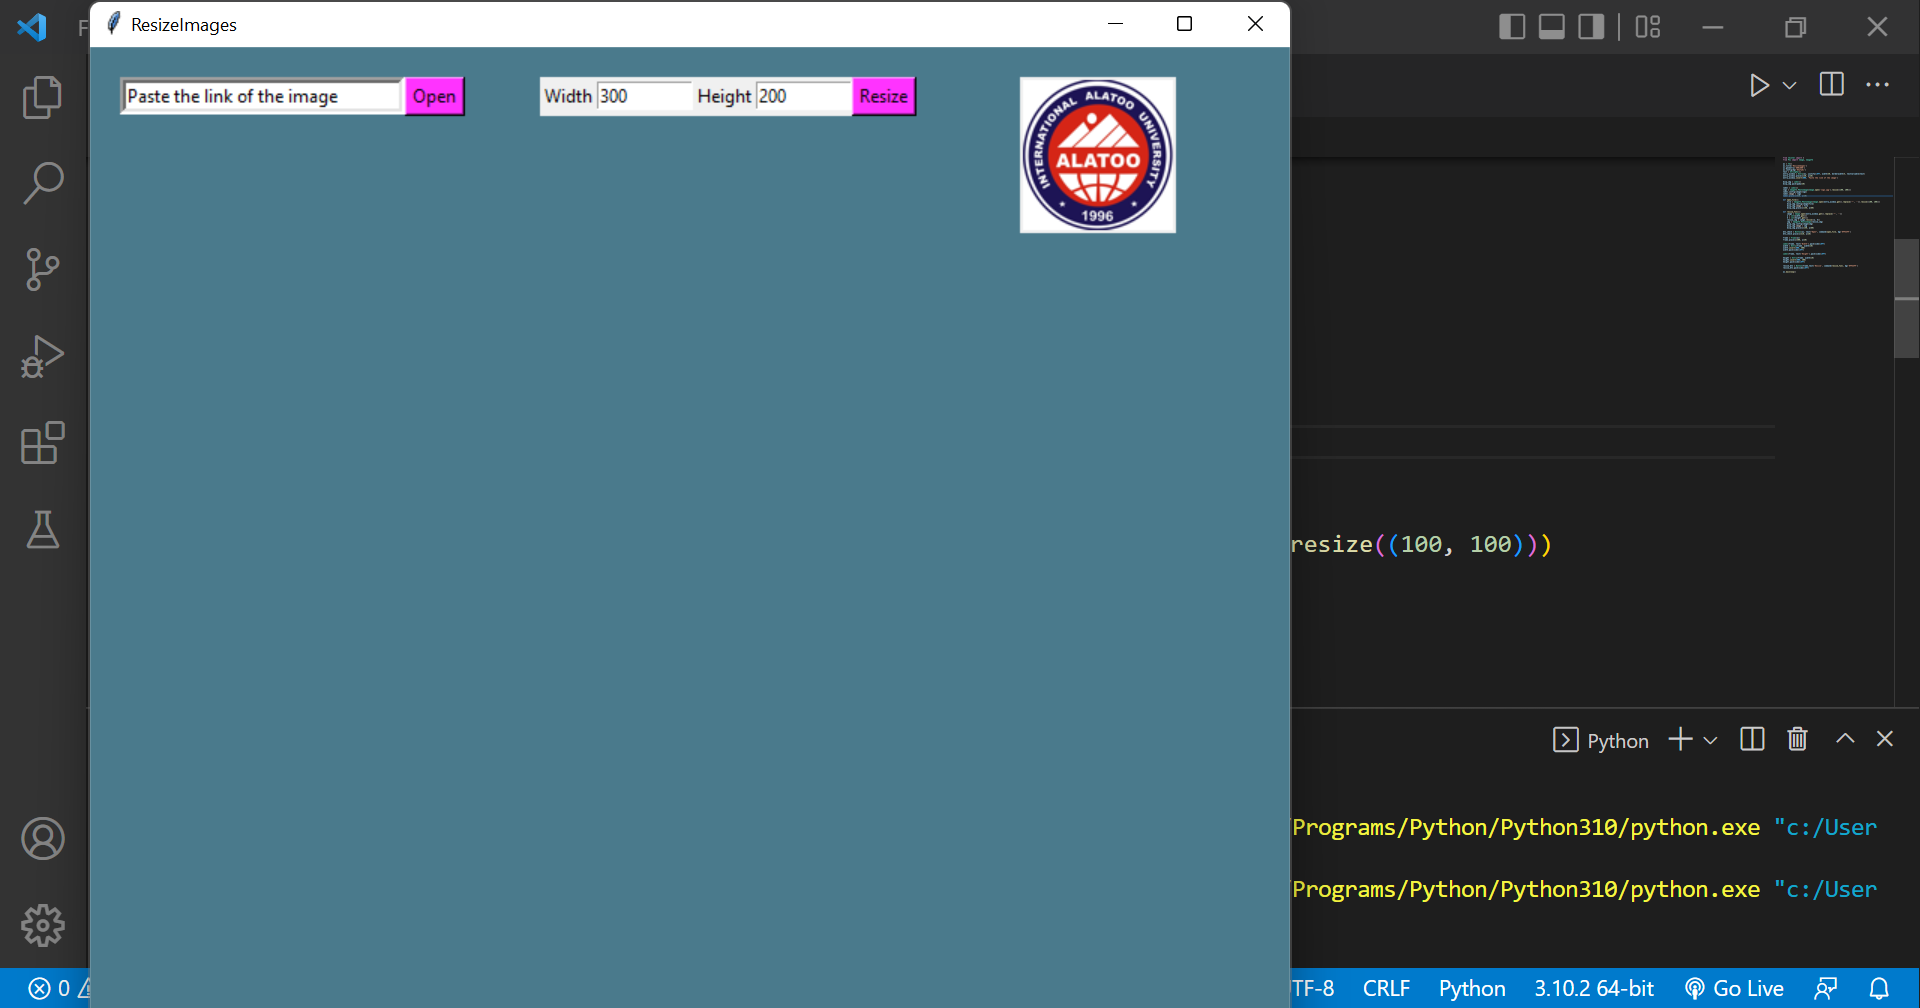 F
ResizeImages
Paste the link of the image Open Width 300 Height 200 Resize
INTERNATIONAL ALATOO UNIVERSITY
ALATOO
1996
resize((100, 100)))
Python
/Programs/Python/Python310/python.exe "c:/User
/Programs/Python/Python310/python.exe "c:/User
0 TF-8 CRLF Python 3.10.2 64-bit Go Live